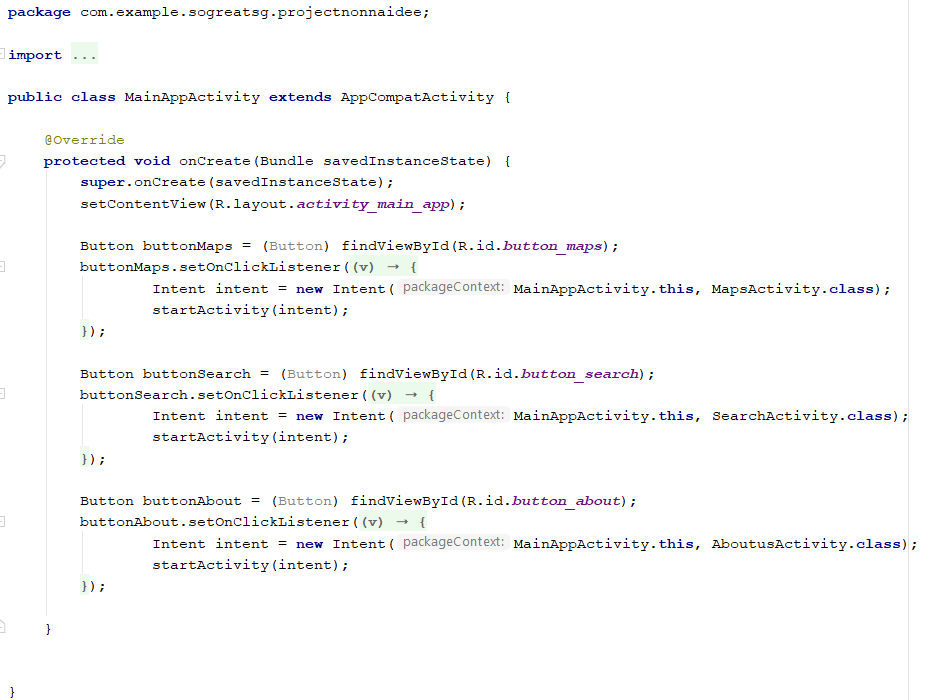 package com.example.sogreatsg.projectnonnaidee;
import ...
public class MainAppActivity extends AppCompatActivity {
@Override
protected void onCreate(Bundle savedInstanceState) {
super.onCreate(savedInstanceState);
setContentView(R.layout.activity_main_app);
Button buttonMaps = (Button) findViewById(R.id.button_maps);
buttonMaps.setOnClickListener((v) → {
Intent intent = new Intent( packageContext: MainAppActivity.this, MapsActivity.class);
startActivity(intent);
});
Button buttonSearch = (Button) findViewById(R.id.button_search);
buttonSearch.setOnClickListener((v) → {
Intent intent = new Intent( packageContext: MainAppActivity.this, SearchActivity.class);
startActivity(intent);
});
Button buttonAbout = (Button) findViewById(R.id.button_about);
buttonAbout.setOnClickListener((v) → {
Intent intent = new Intent( packageContext: MainAppActivity.this, AboutusActivity.class);
startActivity(intent);
});
}
}